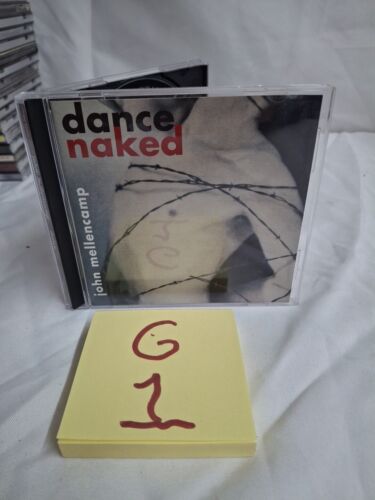 dance
naked
john mellencamp
G
1